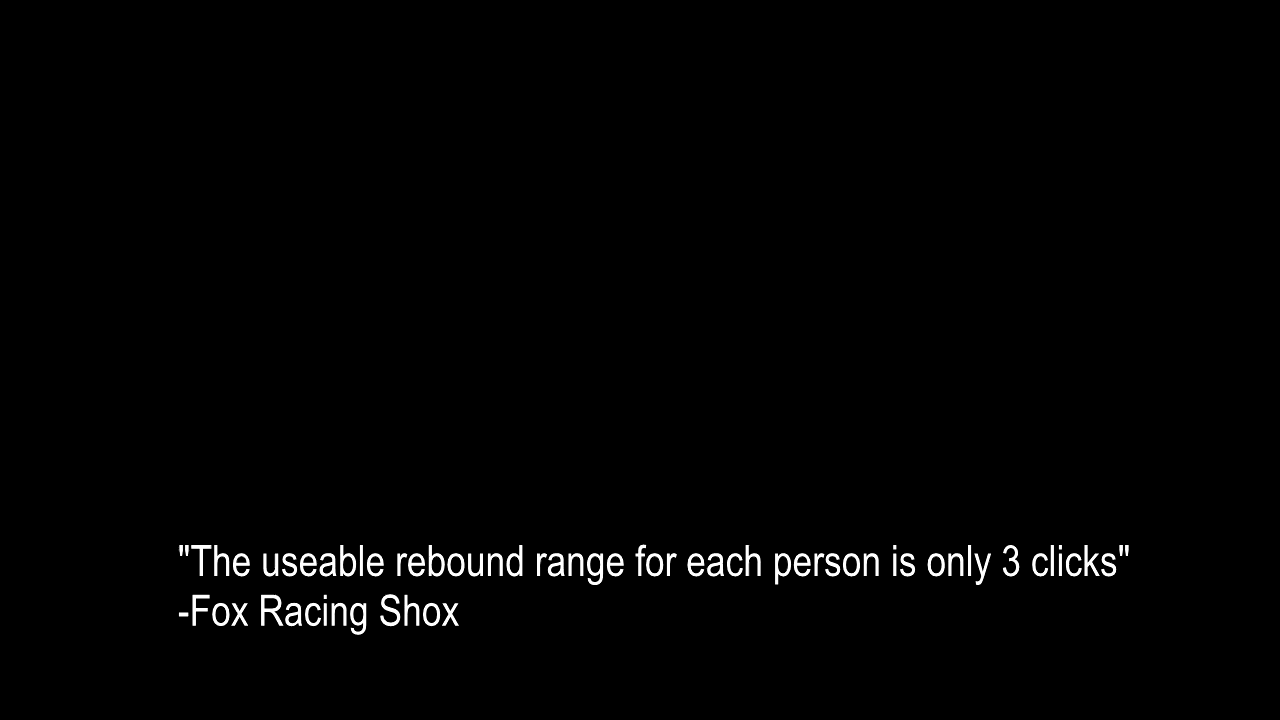 "The useable rebound range for each person is only 3 clicks"
-Fox Racing Shox